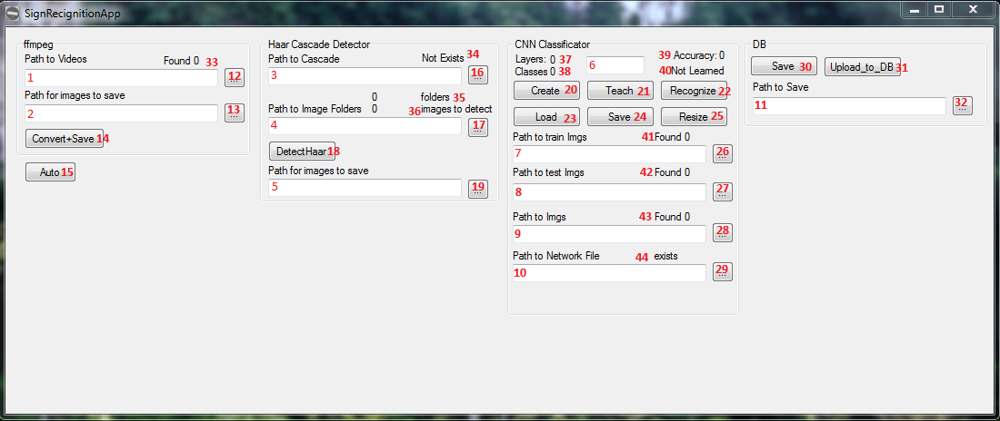 SignRecignitionApp
ffmpeg
Path to Videos
Found 0 33
1
12
...
Path for images to save
2
13
...
Convert+Save 14
Auto 15
Haar Cascade Detector
Path to Cascade
Not Exists 34
3
16
...
0 folders 35
Path to Image Folders 0 36 images to detect
4
17
...
DetectHaar 18
Path for images to save
5
19
...
CNN Classificator
Layers: 0 37
6
39 Accuracy: 0
Classes 0 38
40 Not Learned
Create 20
Teach 21
Recognize 22
Load 23
Save 24
Resize 25
Path to train Imgs
41 Found 0
7
26
...
Path to test Imgs
42 Found 0
8
27
...
Path to Imgs
43 Found 0
9
28
...
Path to Network File
44 exists
10
29
...
DB
Save 30
Upload_to_DB 31
Path to Save
11
32
...